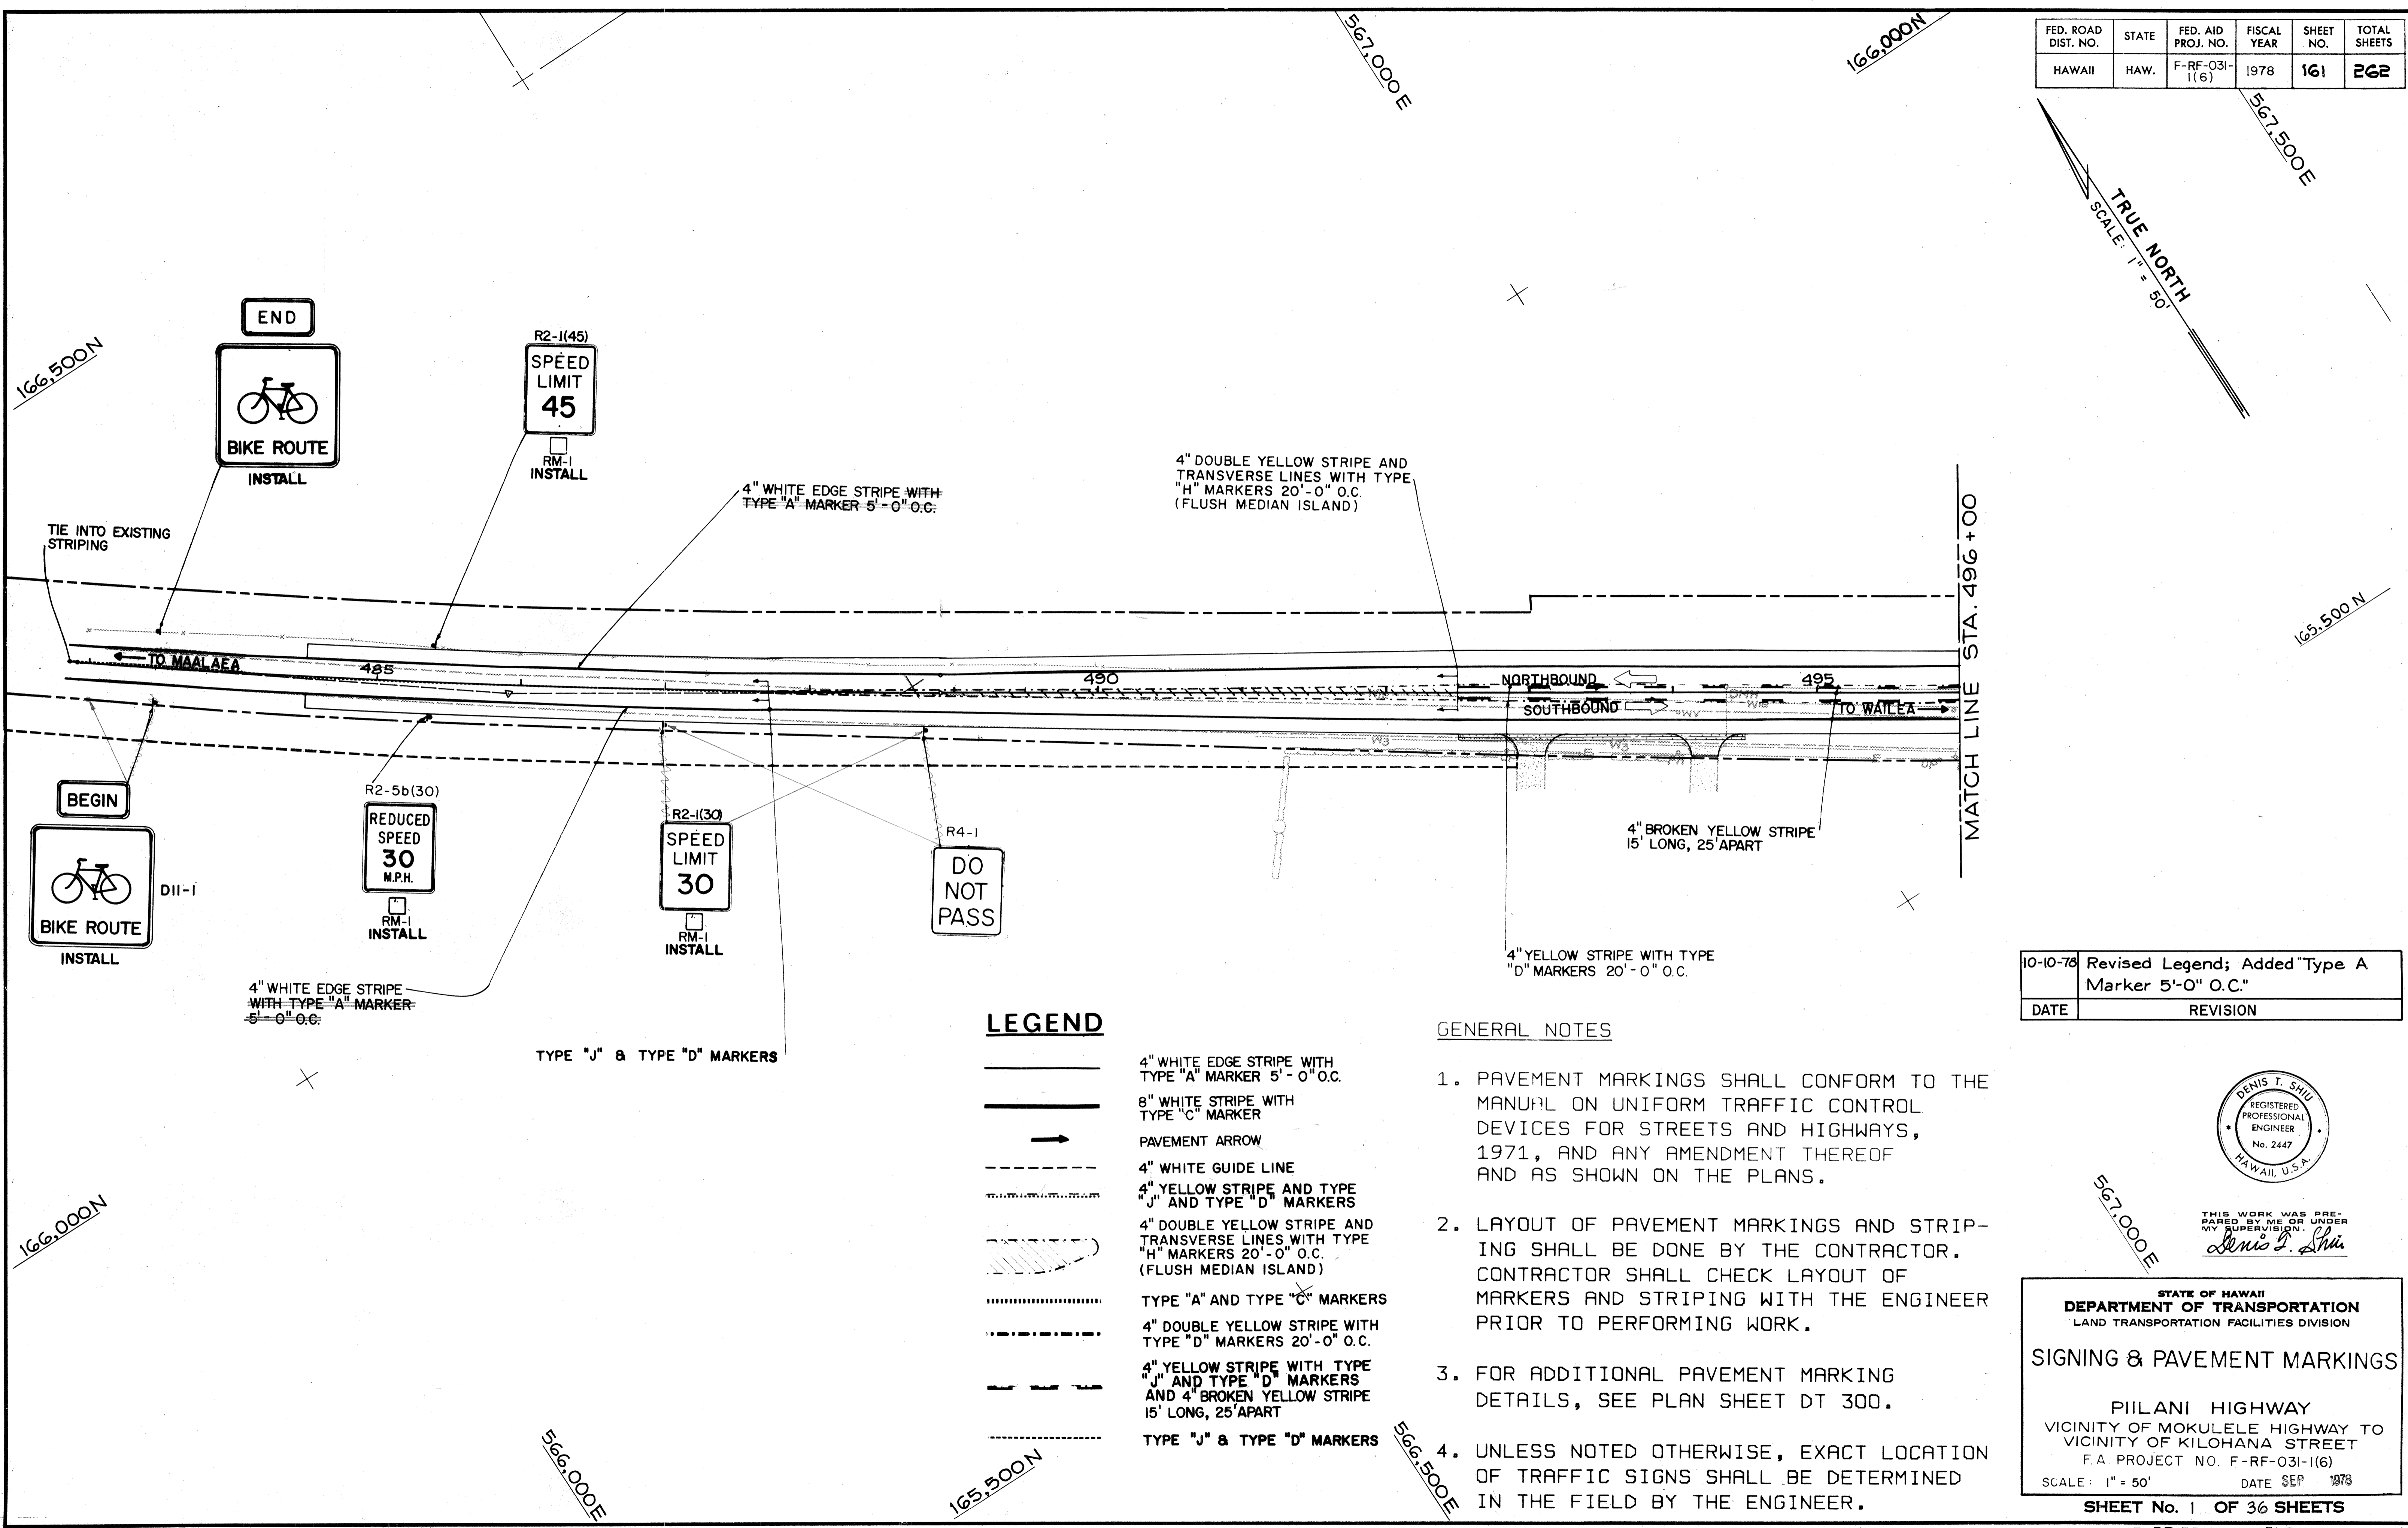 FED. ROAD DIST. NO.
STATE
FED. AID PROJ. NO.
FISCAL YEAR
SHEET NO.
TOTAL SHEETS
HAWAII
HAW.
F-RF-031-1(6)
1978
161
262
567,000E
166,000N
567,500E
TRUE NORTH
SCALE: 1" = 50'
166,500N
END
BIKE ROUTE
INSTALL
R2-1(45)
SPEED
LIMIT
45
RM-1
INSTALL
4" WHITE EDGE STRIPE WITH
TYPE "A" MARKER 5'-0" O.C.
4" DOUBLE YELLOW STRIPE AND
TRANSVERSE LINES WITH TYPE
"H" MARKERS 20'-0" O.C.
(FLUSH MEDIAN ISLAND)
TIE INTO EXISTING
STRIPING
MATCH LINE STA. 496+00
165,500N
TO MAALAEA
485
490
NORTHBOUND
495
DMH
SOUTHBOUND
WV
TO WAILEA
W3
W3
E
E
BEGIN
BIKE ROUTE
D11-1
INSTALL
R2-5b(30)
REDUCED
SPEED
30
M.P.H.
RM-1
INSTALL
R2-1(30)
SPEED
LIMIT
30
RM-1
INSTALL
R4-1
DO
NOT
PASS
4" BROKEN YELLOW STRIPE
15' LONG, 25' APART
4" YELLOW STRIPE WITH TYPE
"D" MARKERS 20'-0" O.C.
4" WHITE EDGE STRIPE
WITH TYPE "A" MARKER
5'-0" O.C.
TYPE "J" & TYPE "D" MARKERS
LEGEND
4" WHITE EDGE STRIPE WITH
TYPE "A" MARKER 5'-0" O.C.
8" WHITE STRIPE WITH
TYPE "C" MARKER
PAVEMENT ARROW
4" WHITE GUIDE LINE
4" YELLOW STRIPE AND TYPE
"J" AND TYPE "D" MARKERS
4" DOUBLE YELLOW STRIPE AND
TRANSVERSE LINES WITH TYPE
"H" MARKERS 20'-0" O.C.
(FLUSH MEDIAN ISLAND)
TYPE "A" AND TYPE "C" MARKERS
4" DOUBLE YELLOW STRIPE WITH
TYPE "D" MARKERS 20'-0" O.C.
4" YELLOW STRIPE WITH TYPE
"J" AND TYPE "D" MARKERS
AND 4" BROKEN YELLOW STRIPE
15' LONG, 25' APART
TYPE "J" & TYPE "D" MARKERS
GENERAL NOTES
1. PAVEMENT MARKINGS SHALL CONFORM TO THE
MANUAL ON UNIFORM TRAFFIC CONTROL
DEVICES FOR STREETS AND HIGHWAYS,
1971, AND ANY AMENDMENT THEREOF
AND AS SHOWN ON THE PLANS.
2. LAYOUT OF PAVEMENT MARKINGS AND STRIP-
ING SHALL BE DONE BY THE CONTRACTOR.
CONTRACTOR SHALL CHECK LAYOUT OF
MARKERS AND STRIPING WITH THE ENGINEER
PRIOR TO PERFORMING WORK.
3. FOR ADDITIONAL PAVEMENT MARKING
DETAILS, SEE PLAN SHEET DT 300.
4. UNLESS NOTED OTHERWISE, EXACT LOCATION
OF TRAFFIC SIGNS SHALL BE DETERMINED
IN THE FIELD BY THE ENGINEER.
166,000N
566,000E
165,500N
566,500E
567,000E
10-10-78 Revised Legend; Added "Type A
Marker 5'-0" O.C."
DATE REVISION
DENIS T. SHIU
REGISTERED
PROFESSIONAL
ENGINEER
No. 2447
HAWAII, U.S.A.
THIS WORK WAS PRE-
PARED BY ME OR UNDER
MY SUPERVISION.
Denis T. Shiu
STATE OF HAWAII
DEPARTMENT OF TRANSPORTATION
LAND TRANSPORTATION FACILITIES DIVISION
SIGNING & PAVEMENT MARKINGS
PIILANI HIGHWAY
VICINITY OF MOKULELE HIGHWAY TO
VICINITY OF KILOHANA STREET
F.A. PROJECT NO. F-RF-031-1(6)
SCALE: 1" = 50' DATE SEP 1978
SHEET No. 1 OF 36 SHEETS